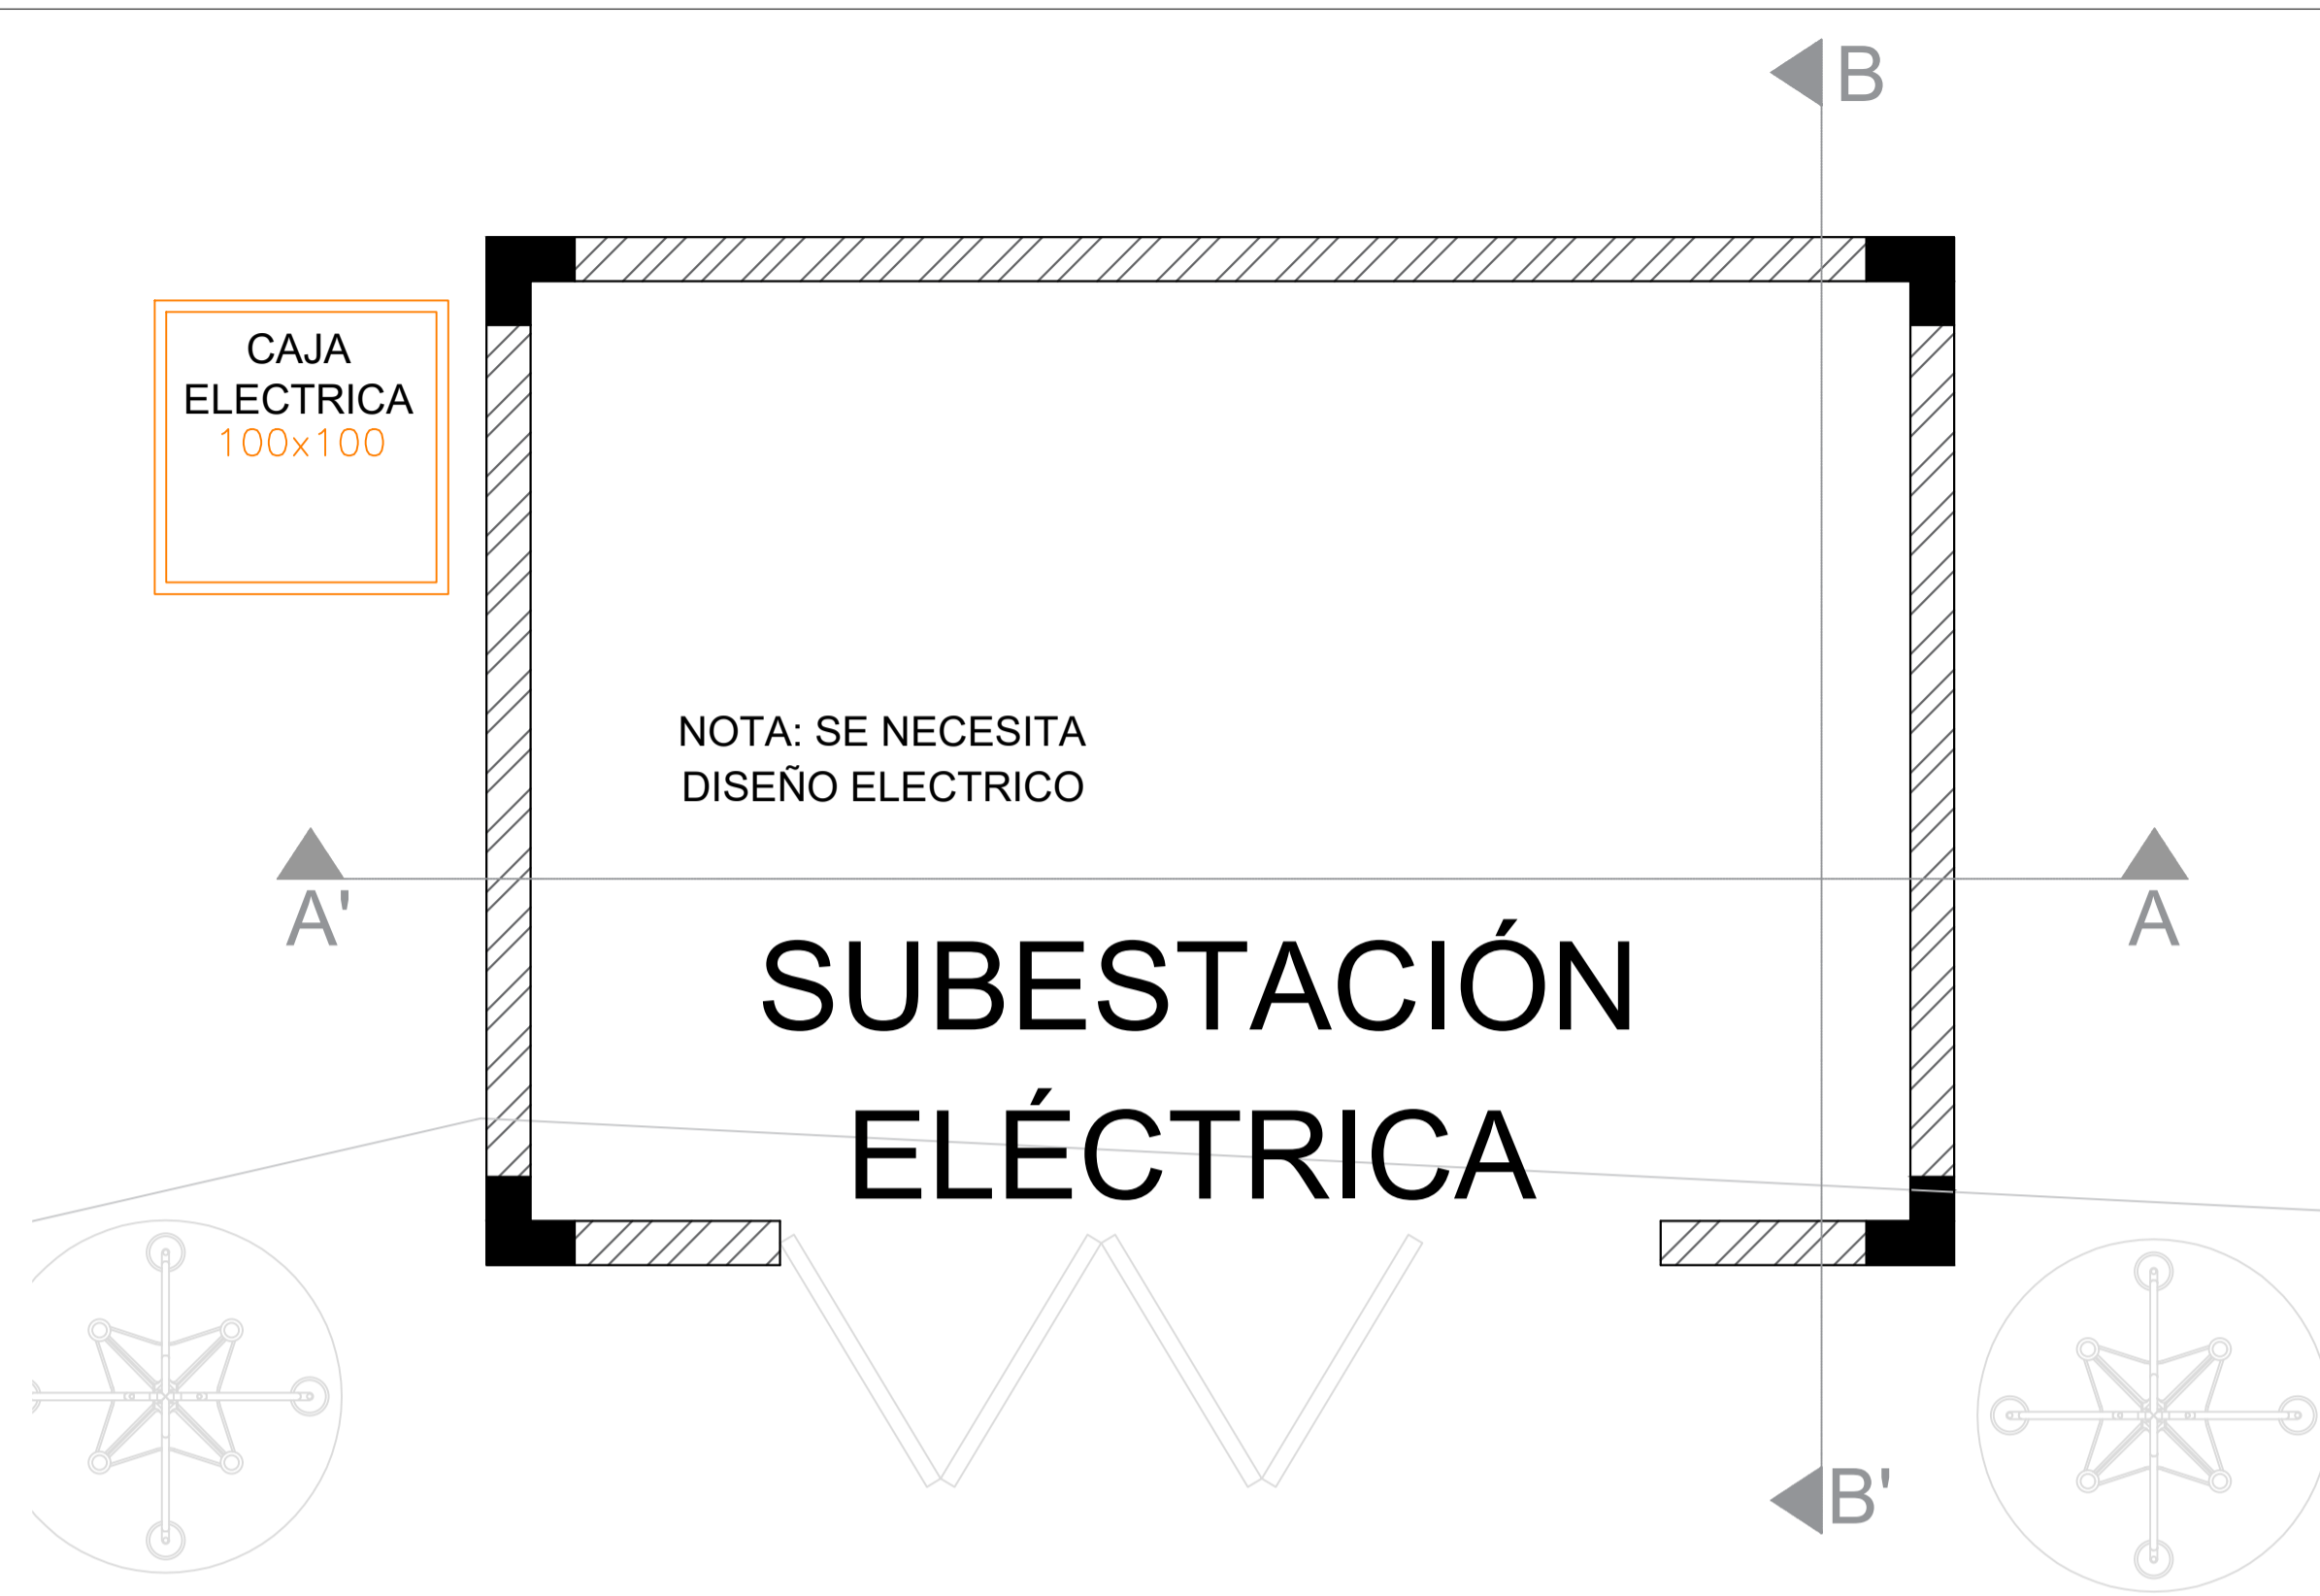 B
CAJA
ELECTRICA
100x100
NOTA: SE NECESITA
DISEÑO ELECTRICO
A'
A
SUBESTACIÓN
ELÉCTRICA
B'